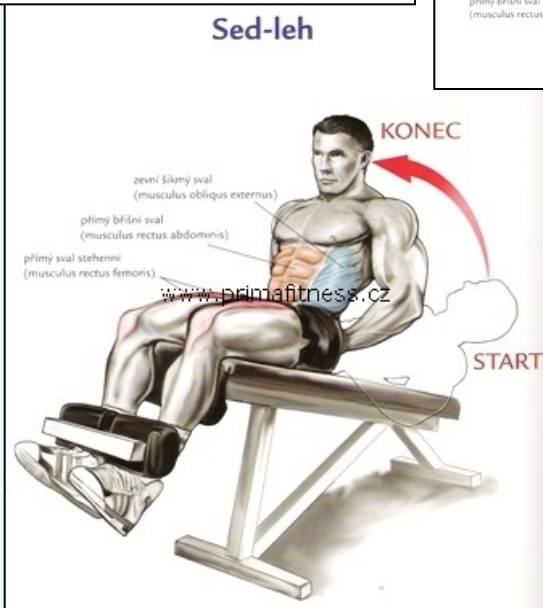 přímý břišní sval
(musculus rectus
Sed-leh
KONEC
zevní šikmý sval
(musculus obliqus externus)
přímý břišní sval
(musculus rectus abdominis)
přímý sval stehenní
(musculus rectus femoris)
www.primafitness.cz
START